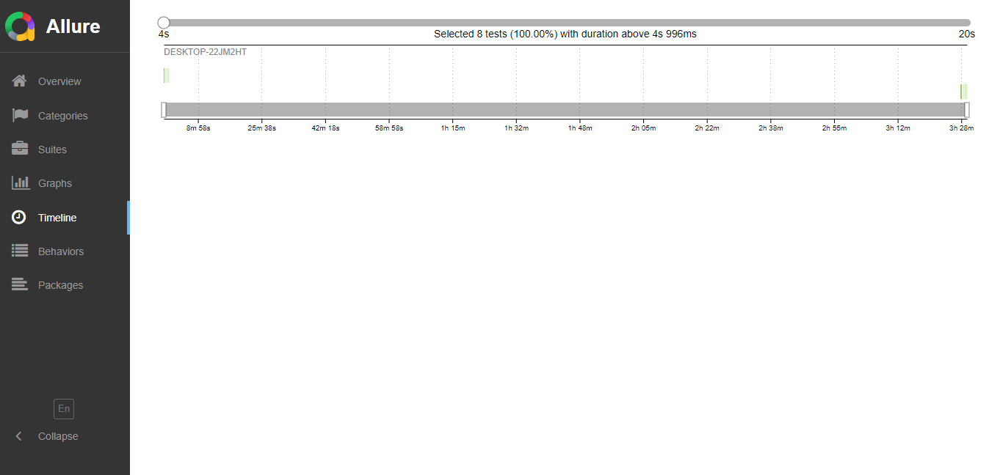 Allure
Overview
Categories
Suites
Graphs
Timeline
Behaviors
Packages
En
Collapse
4s Selected 8 tests (100.00%) with duration above 4s 996ms 20s
DESKTOP-22JM2HT
8m 58s 25m 38s 42m 18s 58m 58s 1h 15m 1h 32m 1h 48m 2h 05m 2h 22m 2h 38m 2h 55m 3h 12m 3h 28m